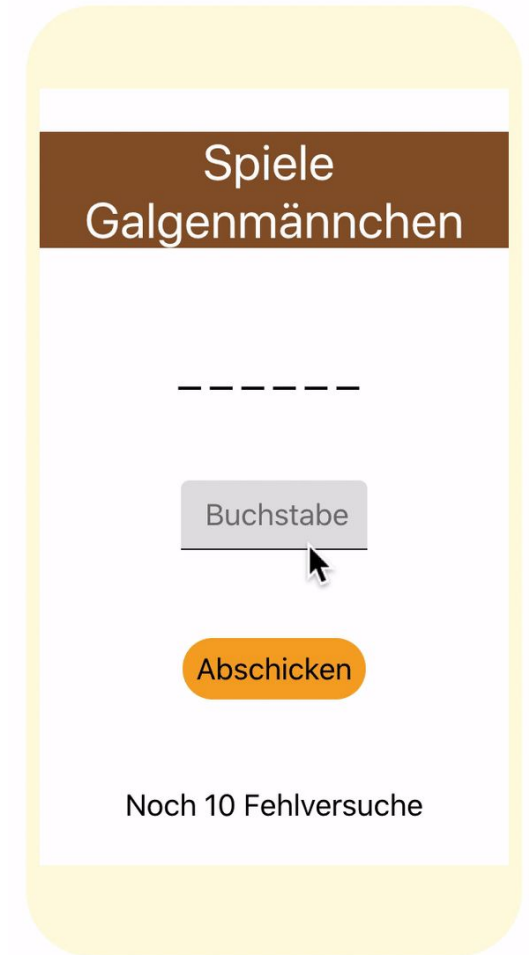 Spiele
Galgenmännchen
_ _ _ _ _ _
Buchstabe
Abschicken
Noch 10 Fehlversuche